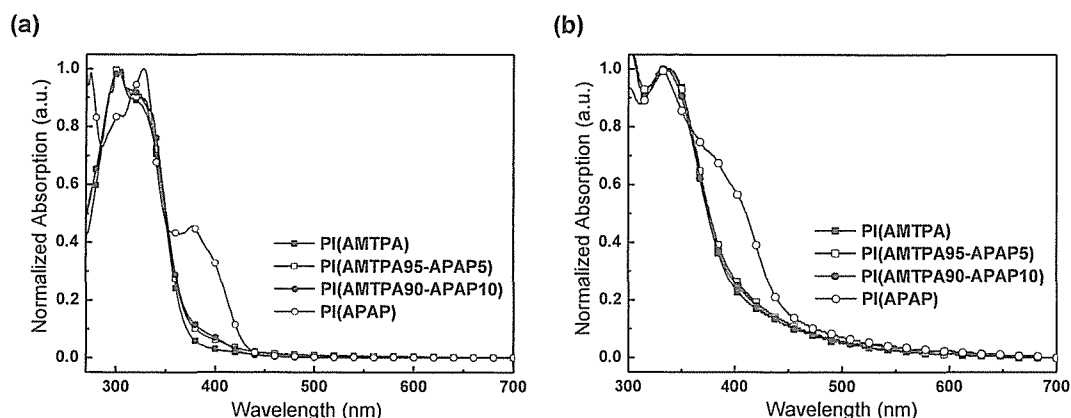 (a)
Normalized Absorption (a.u.)
1.0
0.8
0.6
0.4
0.2
0.0
PI(AMTPA)
PI(AMTPA95-APAP5)
PI(AMTPA90-APAP10)
PI(APAP)
300
400
500
600
700
Wavelength (nm)
(b)
Normalized Absorption (a.u.)
1.0
0.8
0.6
0.4
0.2
0.0
PI(AMTPA)
PI(AMTPA95-APAP5)
PI(AMTPA90-APAP10)
PI(APAP)
300
400
500
600
700
Wavelength (nm)